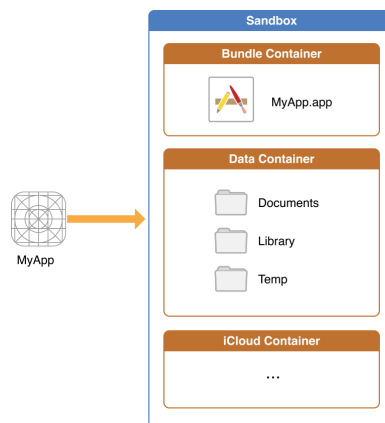 Sandbox
Bundle Container
MyApp.app
Data Container
Documents
Library
Temp
MyApp
iCloud Container
...